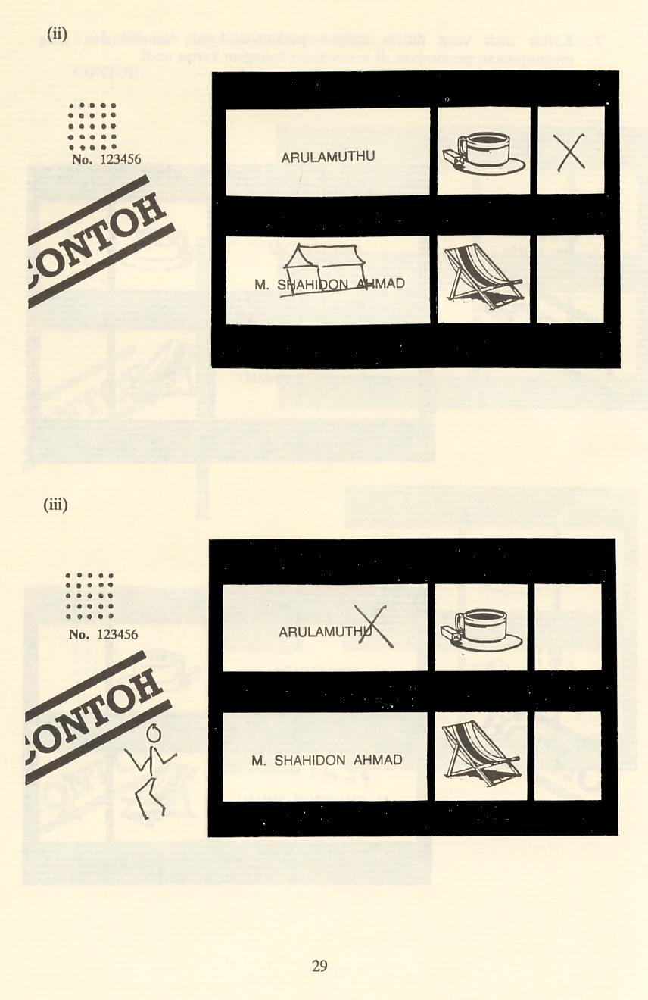 (ii)
No. 123456
CONTOH
ARULAMUTHU
X
M. SHAHIDON AHMAD
(iii)
No. 123456
CONTOH
ARULAMUTHU
X
M. SHAHIDON AHMAD
29